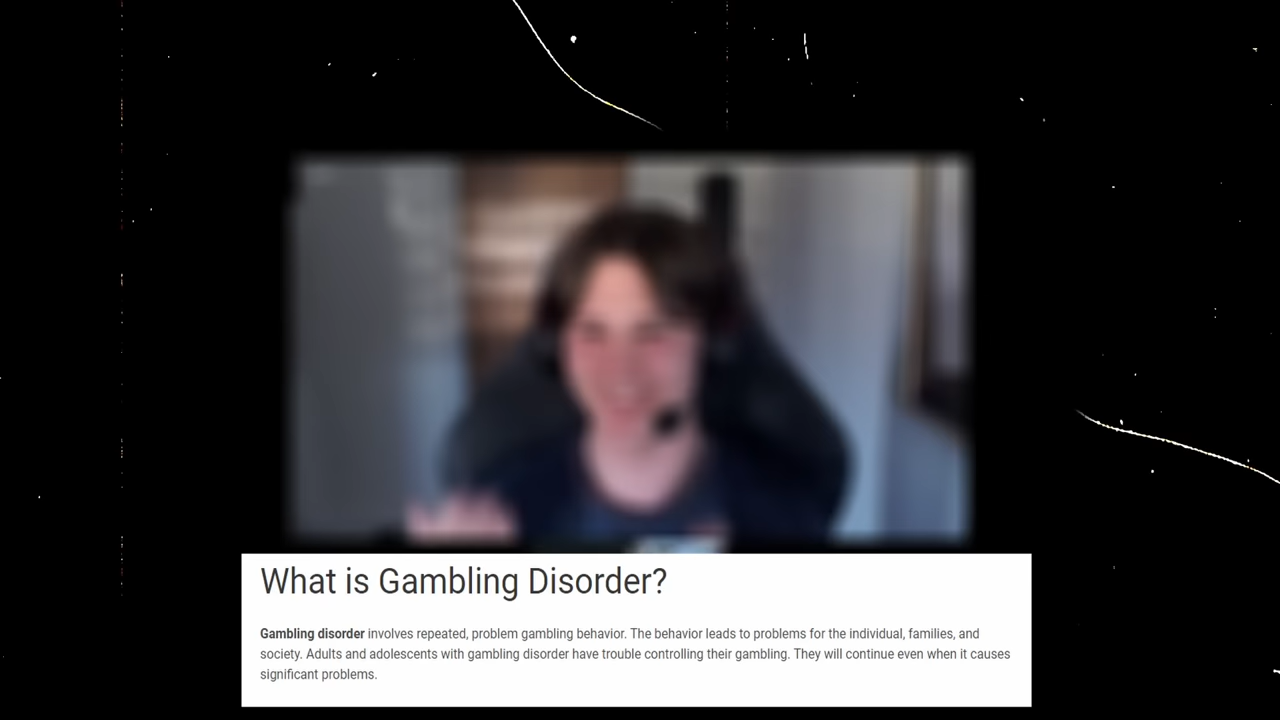 What is Gambling Disorder?
Gambling disorder involves repeated, problem gambling behavior. The behavior leads to problems for the individual, families, and
society. Adults and adolescents with gambling disorder have trouble controlling their gambling. They will continue even when it causes
significant problems.